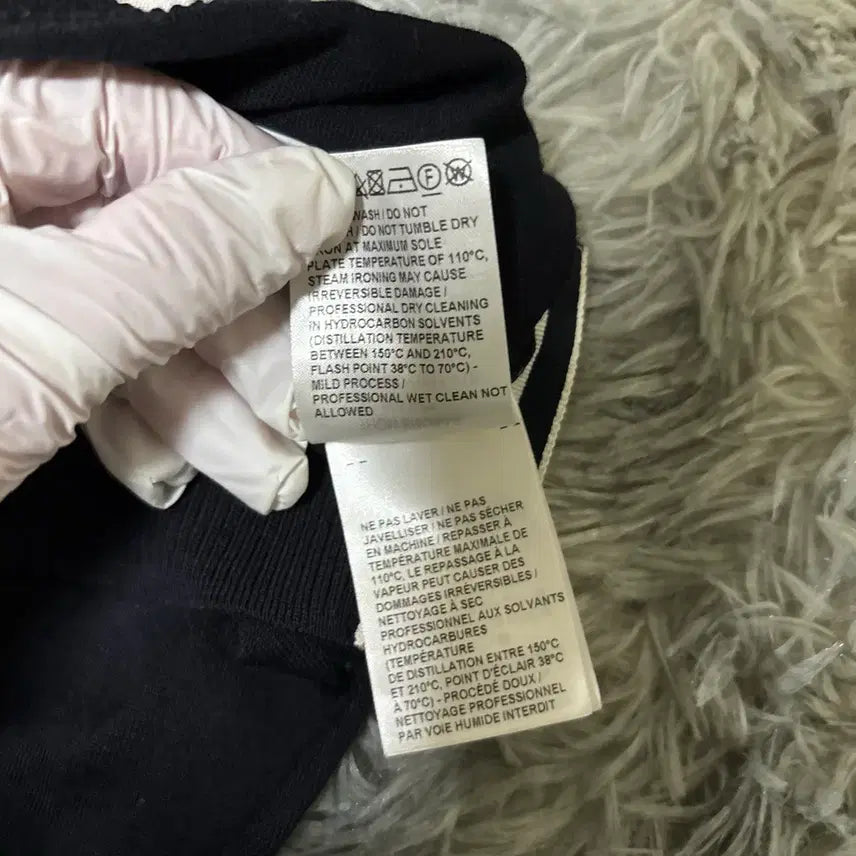 F W
WASH / DO NOT
/ DO NOT TUMBLE DRY
AT MAXIMUM SOLE
PLATE TEMPERATURE OF 110°C,
STEAM IRONING MAY CAUSE
IRREVERSIBLE DAMAGE /
PROFESSIONAL DRY CLEANING
IN HYDROCARBON SOLVENTS
(DISTILLATION TEMPERATURE
BETWEEN 150°C AND 210°C,
FLASH POINT 38°C TO 70°C) -
MILD PROCESS /
PROFESSIONAL WET CLEAN NOT
ALLOWED
NE PAS LAVER / NE PAS
JAVELLISER / NE PAS SÉCHER
EN MACHINE / REPASSER À
TEMPÉRATURE MAXIMALE DE
110°C, LE REPASSAGE À LA
VAPEUR PEUT CAUSER DES
DOMMAGES IRRÉVERSIBLES /
NETTOYAGE À SEC
PROFESSIONNEL AUX SOLVANTS
HYDROCARBURES
(TEMPÉRATURE
DE DISTILLATION ENTRE 150°C
ET 210°C, POINT D'ÉCLAIR 38°C
À 70°C) - PROCÉDÉ DOUX /
NETTOYAGE PROFESSIONNEL
PAR VOIE HUMIDE INTERDIT